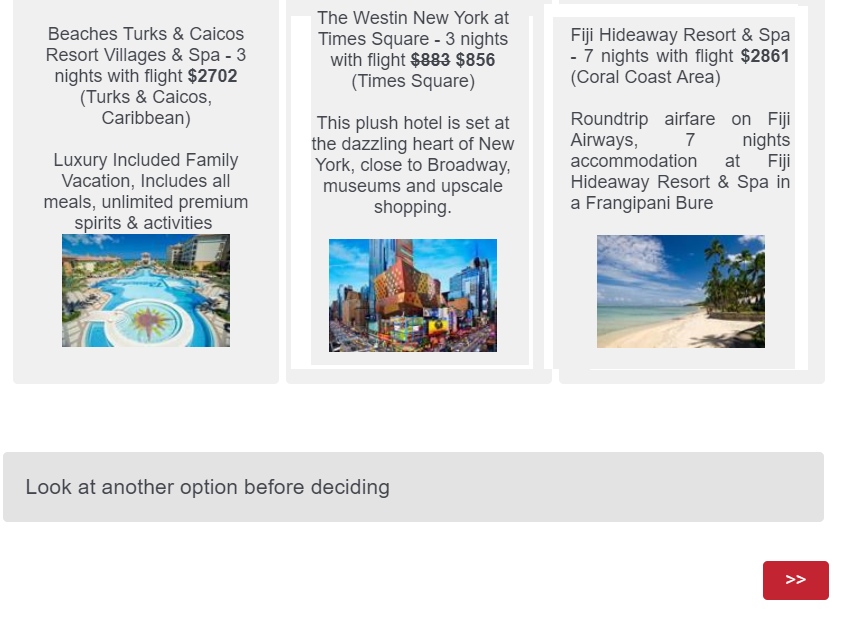 Beaches Turks & Caicos
Resort Villages & Spa - 3
nights with flight $2702
(Turks & Caicos,
Caribbean)
Luxury Included Family
Vacation, Includes all
meals, unlimited premium
spirits & activities
The Westin New York at
Times Square - 3 nights
with flight $883 $856
(Times Square)
This plush hotel is set at
the dazzling heart of New
York, close to Broadway,
museums and upscale
shopping.
Fiji Hideaway Resort & Spa
- 7 nights with flight $2861
(Coral Coast Area)
Roundtrip airfare on Fiji
Airways, 7 nights
accommodation at Fiji
Hideaway Resort & Spa in
a Frangipani Bure
Look at another option before deciding
>>